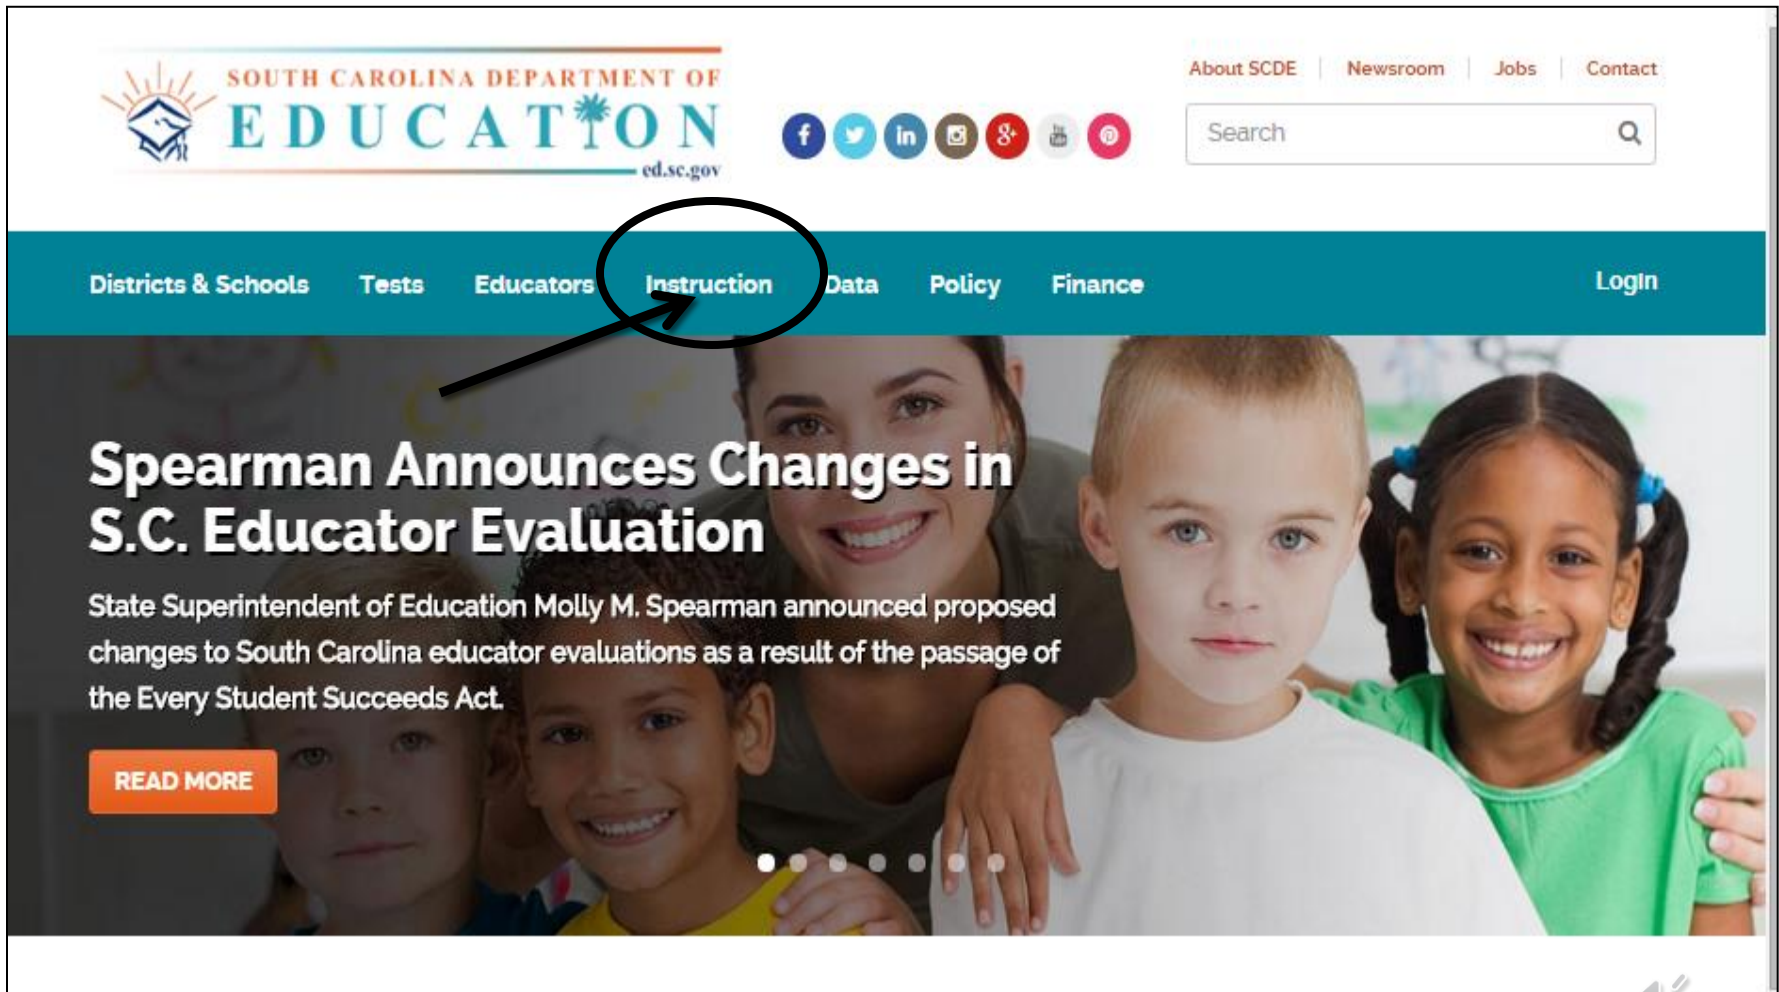 SOUTH CAROLINA DEPARTMENT OF
EDUCATION
ed.sc.gov
About SCDE
Newsroom
Jobs
Contact
Search
Districts & Schools
Tests
Educators
Instruction
Data
Policy
Finance
Login
Spearman Announces Changes in
S.C. Educator Evaluation
State Superintendent of Education Molly M. Spearman announced proposed
changes to South Carolina educator evaluations as a result of the passage of
the Every Student Succeeds Act.
READ MORE